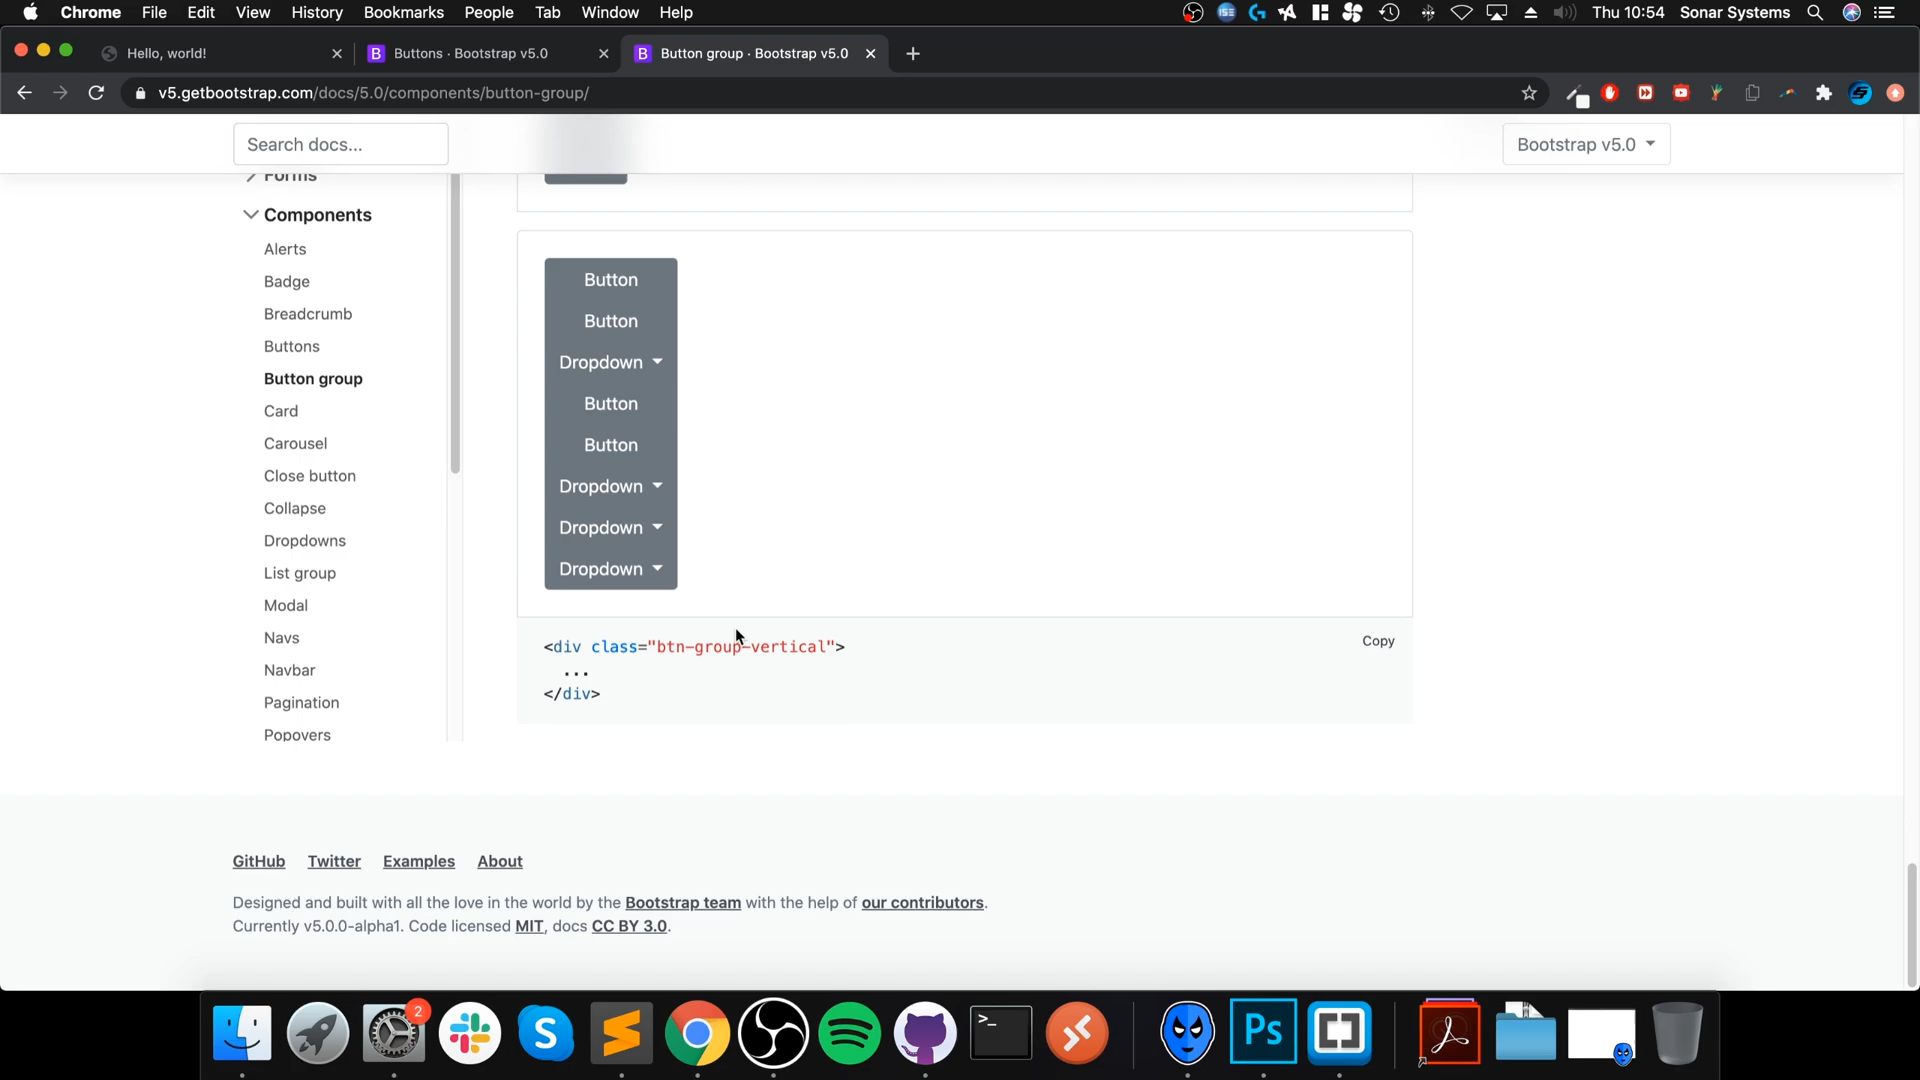 Chrome File Edit View History Bookmarks People Tab Window Help
Thu 10:54 Sonar Systems
Hello, world!
Buttons · Bootstrap v5.0
Button group · Bootstrap v5.0
v5.getbootstrap.com/docs/5.0/components/button-group/
Search docs...
Bootstrap v5.0
Forms
Components
Alerts
Badge
Breadcrumb
Buttons
Button group
Card
Carousel
Close button
Collapse
Dropdowns
List group
Modal
Navs
Navbar
Pagination
Popovers
Button
Button
Dropdown
Button
Button
Dropdown
Dropdown
Dropdown
<div class="btn-group-vertical">
...
</div>
Copy
GitHub Twitter Examples About
Designed and built with all the love in the world by the Bootstrap team with the help of our contributors.
Currently v5.0.0-alpha1. Code licensed MIT, docs CC BY 3.0.
2
Ps